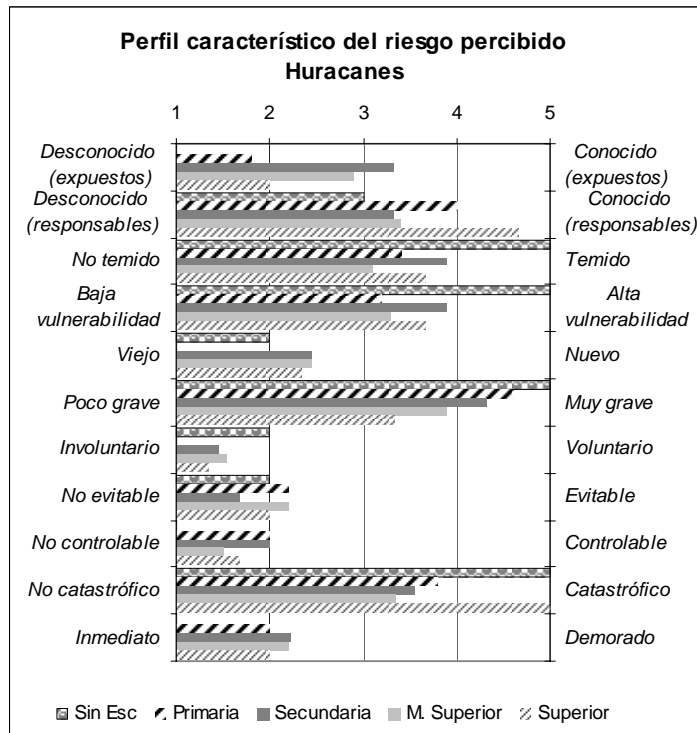 Perfil característico del riesgo percibido
Huracanes
1 2 3 4 5
Desconocido
(expuestos)
Conocido
(expuestos)
Desconocido
(responsables)
Conocido
(responsables)
No temido
Temido
Baja
vulnerabilidad
Alta
vulnerabilidad
Viejo
Nuevo
Poco grave
Muy grave
Involuntario
Voluntario
No evitable
Evitable
No controlable
Controlable
No catastrófico
Catastrófico
Inmediato
Demorado
Sin Esc Primaria Secundaria M. Superior Superior